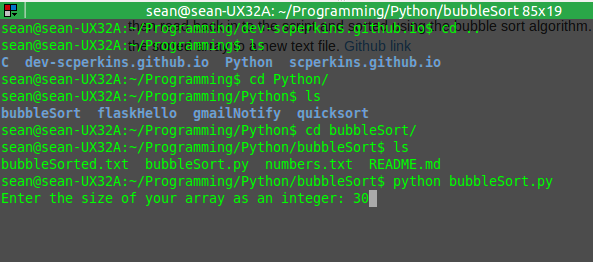 sean@sean-UX32A: ~/Programming/Python/bubbleSort 85x19
sean@sean-UX32A:~/Programming/dev-scperkins.github.io$ cd ..
sean@sean-UX32A:~/Programming$ ls
C  dev-scperkins.github.io  Python  scperkins.github.io
sean@sean-UX32A:~/Programming$ cd Python/
sean@sean-UX32A:~/Programming/Python$ ls
bubbleSort  flaskHello  gmailNotify  quicksort
sean@sean-UX32A:~/Programming/Python$ cd bubbleSort/
sean@sean-UX32A:~/Programming/Python/bubbleSort$ ls
bubbleSorted.txt  bubbleSort.py  numbers.txt  README.md
sean@sean-UX32A:~/Programming/Python/bubbleSort$ python bubbleSort.py
Enter the size of your array as an integer: 30
using the bubble sort algorithm.
new text file. Github link